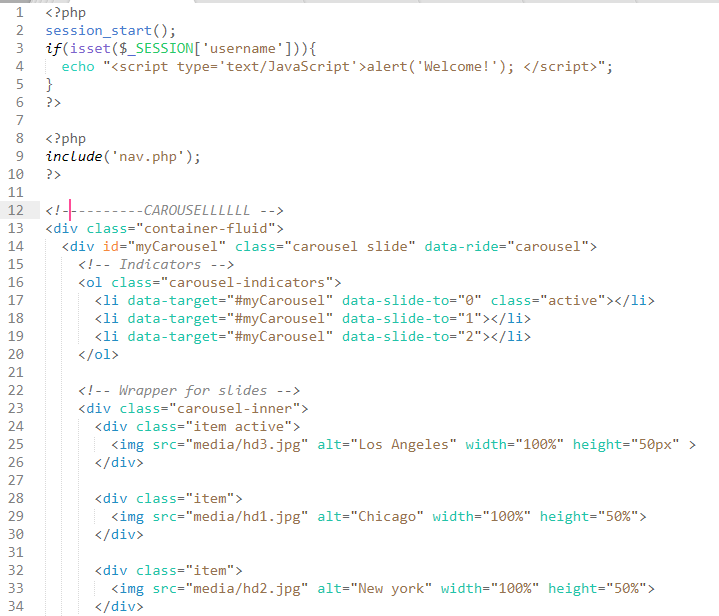 1 <?php
2 session_start();
3 if(isset($_SESSION['username'])){
4   echo "<script type='text/JavaScript'>alert('Welcome!'); </script>";
5 }
6 ?>
7
8 <?php
9 include('nav.php');
10 ?>
11
12 <!----------CAROUSELLLLLL -->
13 <div class="container-fluid">
14   <div id="myCarousel" class="carousel slide" data-ride="carousel">
15     <!-- Indicators -->
16     <ol class="carousel-indicators">
17       <li data-target="#myCarousel" data-slide-to="0" class="active"></li>
18       <li data-target="#myCarousel" data-slide-to="1"></li>
19       <li data-target="#myCarousel" data-slide-to="2"></li>
20     </ol>
21
22     <!-- Wrapper for slides -->
23     <div class="carousel-inner">
24       <div class="item active">
25         <img src="media/hd3.jpg" alt="Los Angeles" width="100%" height="50px" >
26       </div>
27
28       <div class="item">
29         <img src="media/hd1.jpg" alt="Chicago" width="100%" height="50%">
30       </div>
31
32       <div class="item">
33         <img src="media/hd2.jpg" alt="New york" width="100%" height="50%">
34       </div>